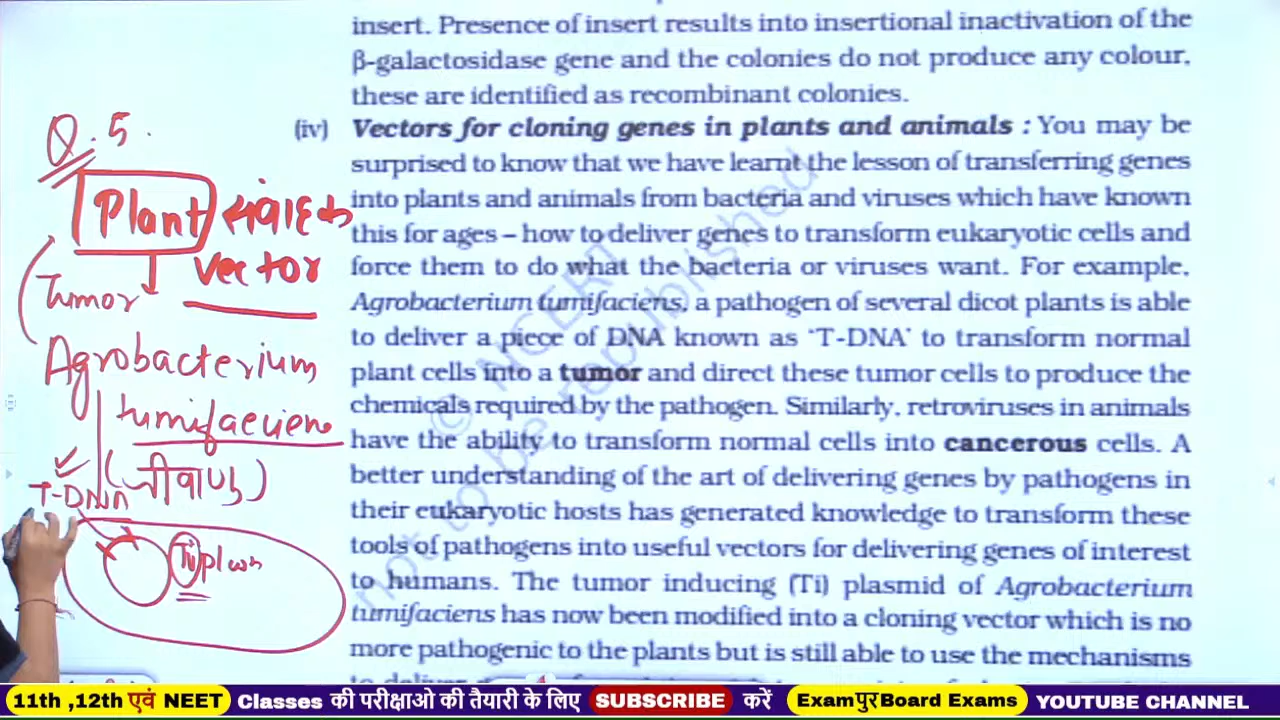 insert. Presence of insert results into insertional inactivation of the
β-galactosidase gene and the colonies do not produce any colour,
these are identified as recombinant colonies.
(iv) Vectors for cloning genes in plants and animals : You may be
surprised to know that we have learnt the lesson of transferring genes
into plants and animals from bacteria and viruses which have known
this for ages – how to deliver genes to transform eukaryotic cells and
force them to do what the bacteria or viruses want. For example,
Agrobacterium tumifaciens, a pathogen of several dicot plants is able
to deliver a piece of DNA known as ‘T-DNA’ to transform normal
plant cells into a tumor and direct these tumor cells to produce the
chemicals required by the pathogen. Similarly, retroviruses in animals
have the ability to transform normal cells into cancerous cells. A
better understanding of the art of delivering genes by pathogens in
their eukaryotic hosts has generated knowledge to transform these
tools of pathogens into useful vectors for delivering genes of interest
to humans. The tumor inducing (Ti) plasmid of Agrobacterium
tumifaciens has now been modified into a cloning vector which is no
more pathogenic to the plants but is still able to use the mechanisms
Q. 5.
Plant संवाहक
vector
Tumor
Agrobacterium
(जीवाणु)
T-DNA
Ti
© NCERT
not to be republished
11th ,12th एवं NEET Classes की परीक्षाओ की तैयारी के लिए SUBSCRIBE करें Examपुर Board Exams YOUTUBE CHANNEL